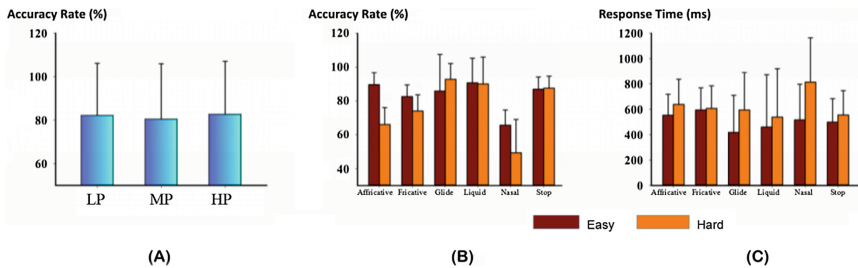 Accuracy Rate (%)
120
100
80
60
LP MP HP
(A)
Accuracy Rate (%)
120
100
80
60
40
Affricative Fricative Glide Liquid Nasal Stop
(B)
Response Time (ms)
1200
1000
800
600
400
200
0
Affricative Fricative Glide Liquid Nasal Stop
Easy Hard
(C)